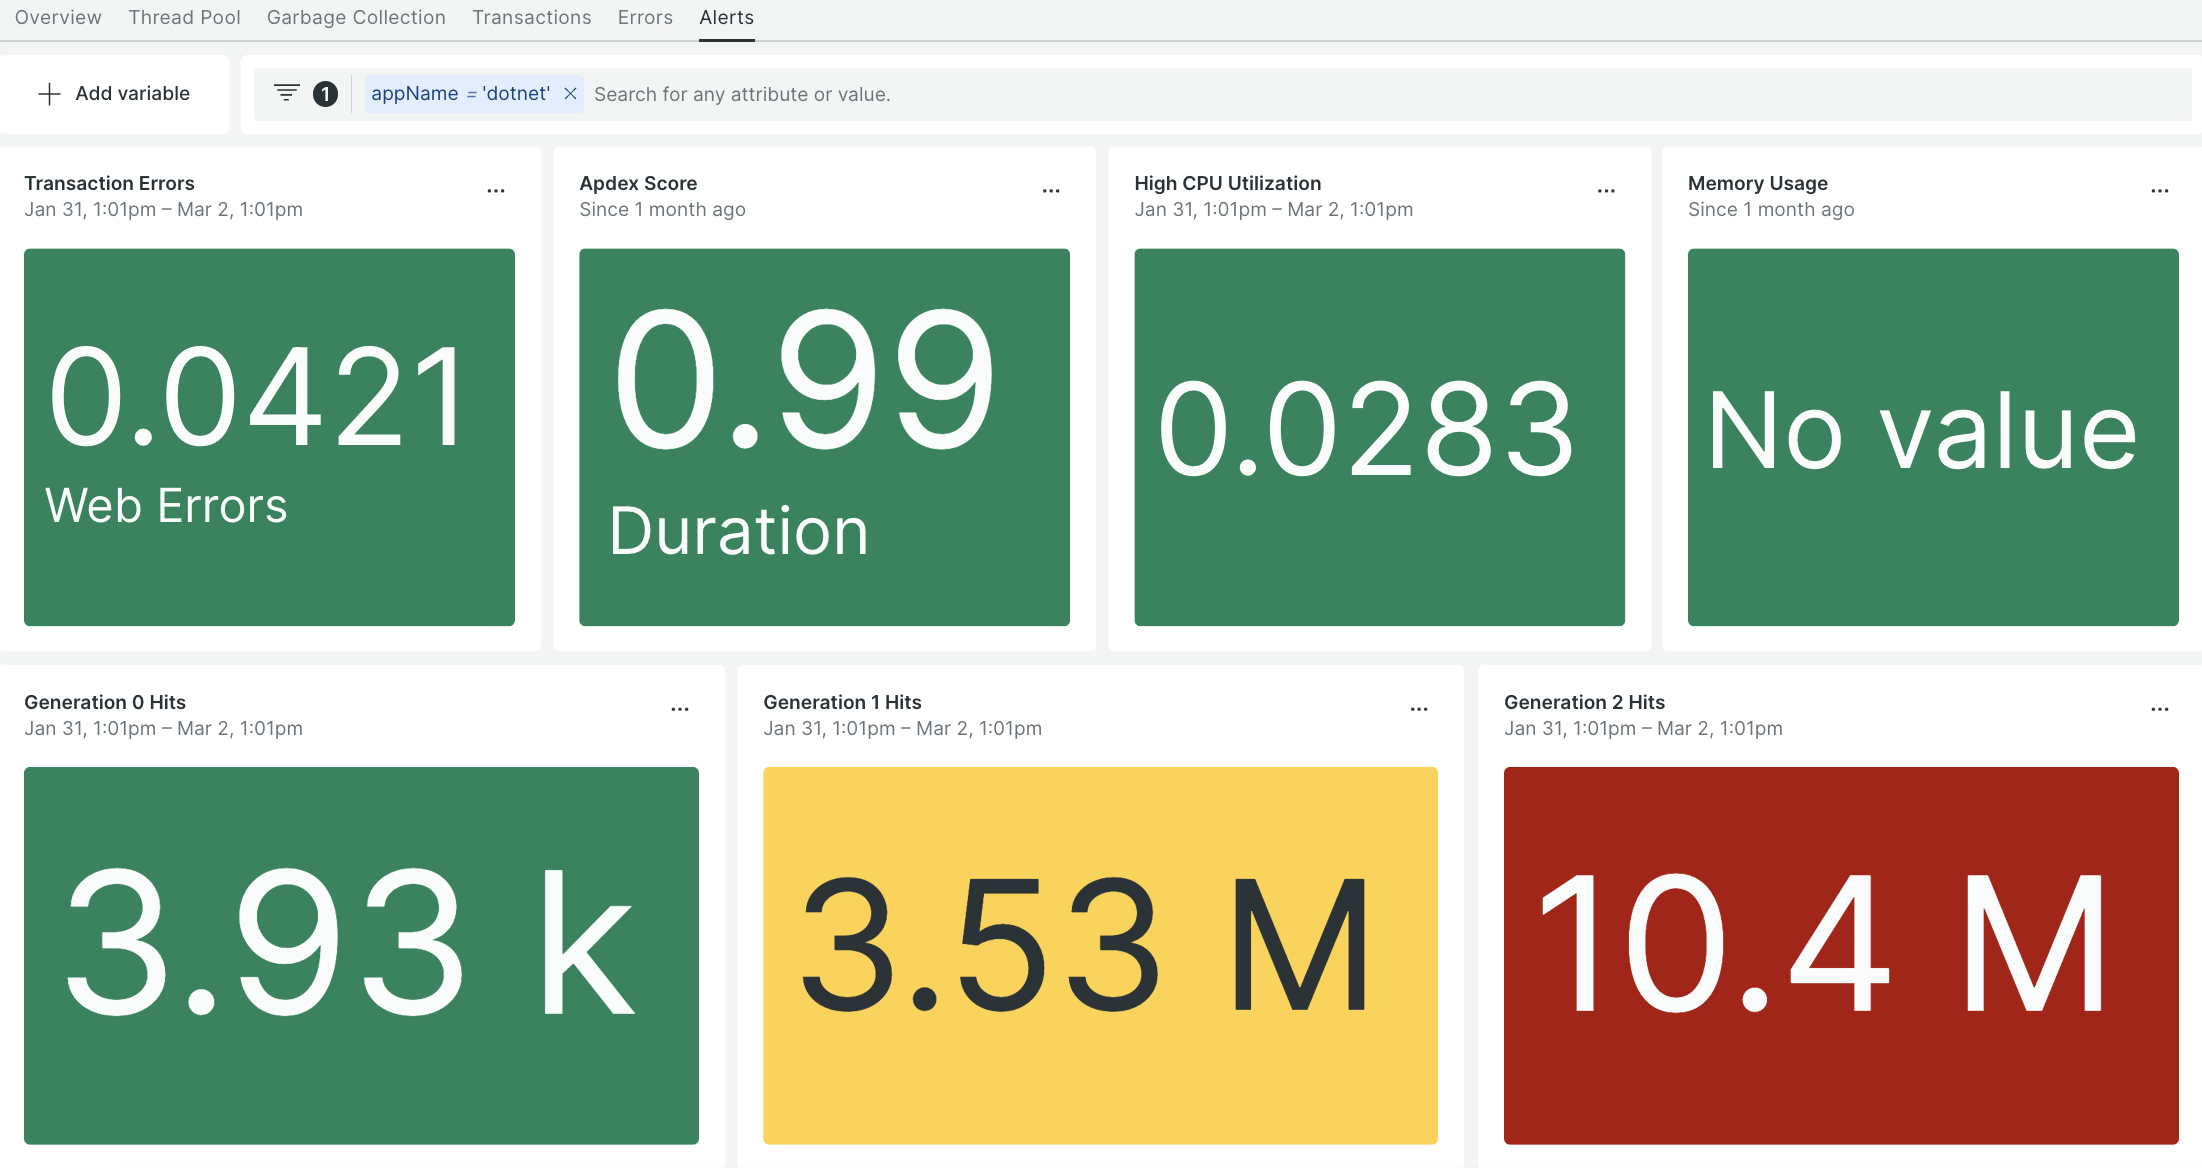 Overview Thread Pool Garbage Collection Transactions Errors Alerts
+ Add variable
1 appName = 'dotnet' × Search for any attribute or value.
Transaction Errors ...
Jan 31, 1:01pm – Mar 2, 1:01pm
0.0421
Web Errors
Apdex Score ...
Since 1 month ago
0.99
Duration
High CPU Utilization ...
Jan 31, 1:01pm – Mar 2, 1:01pm
0.0283
Memory Usage ...
Since 1 month ago
No value
Generation 0 Hits ...
Jan 31, 1:01pm – Mar 2, 1:01pm
3.93 k
Generation 1 Hits ...
Jan 31, 1:01pm – Mar 2, 1:01pm
3.53 M
Generation 2 Hits ...
Jan 31, 1:01pm – Mar 2, 1:01pm
10.4 M